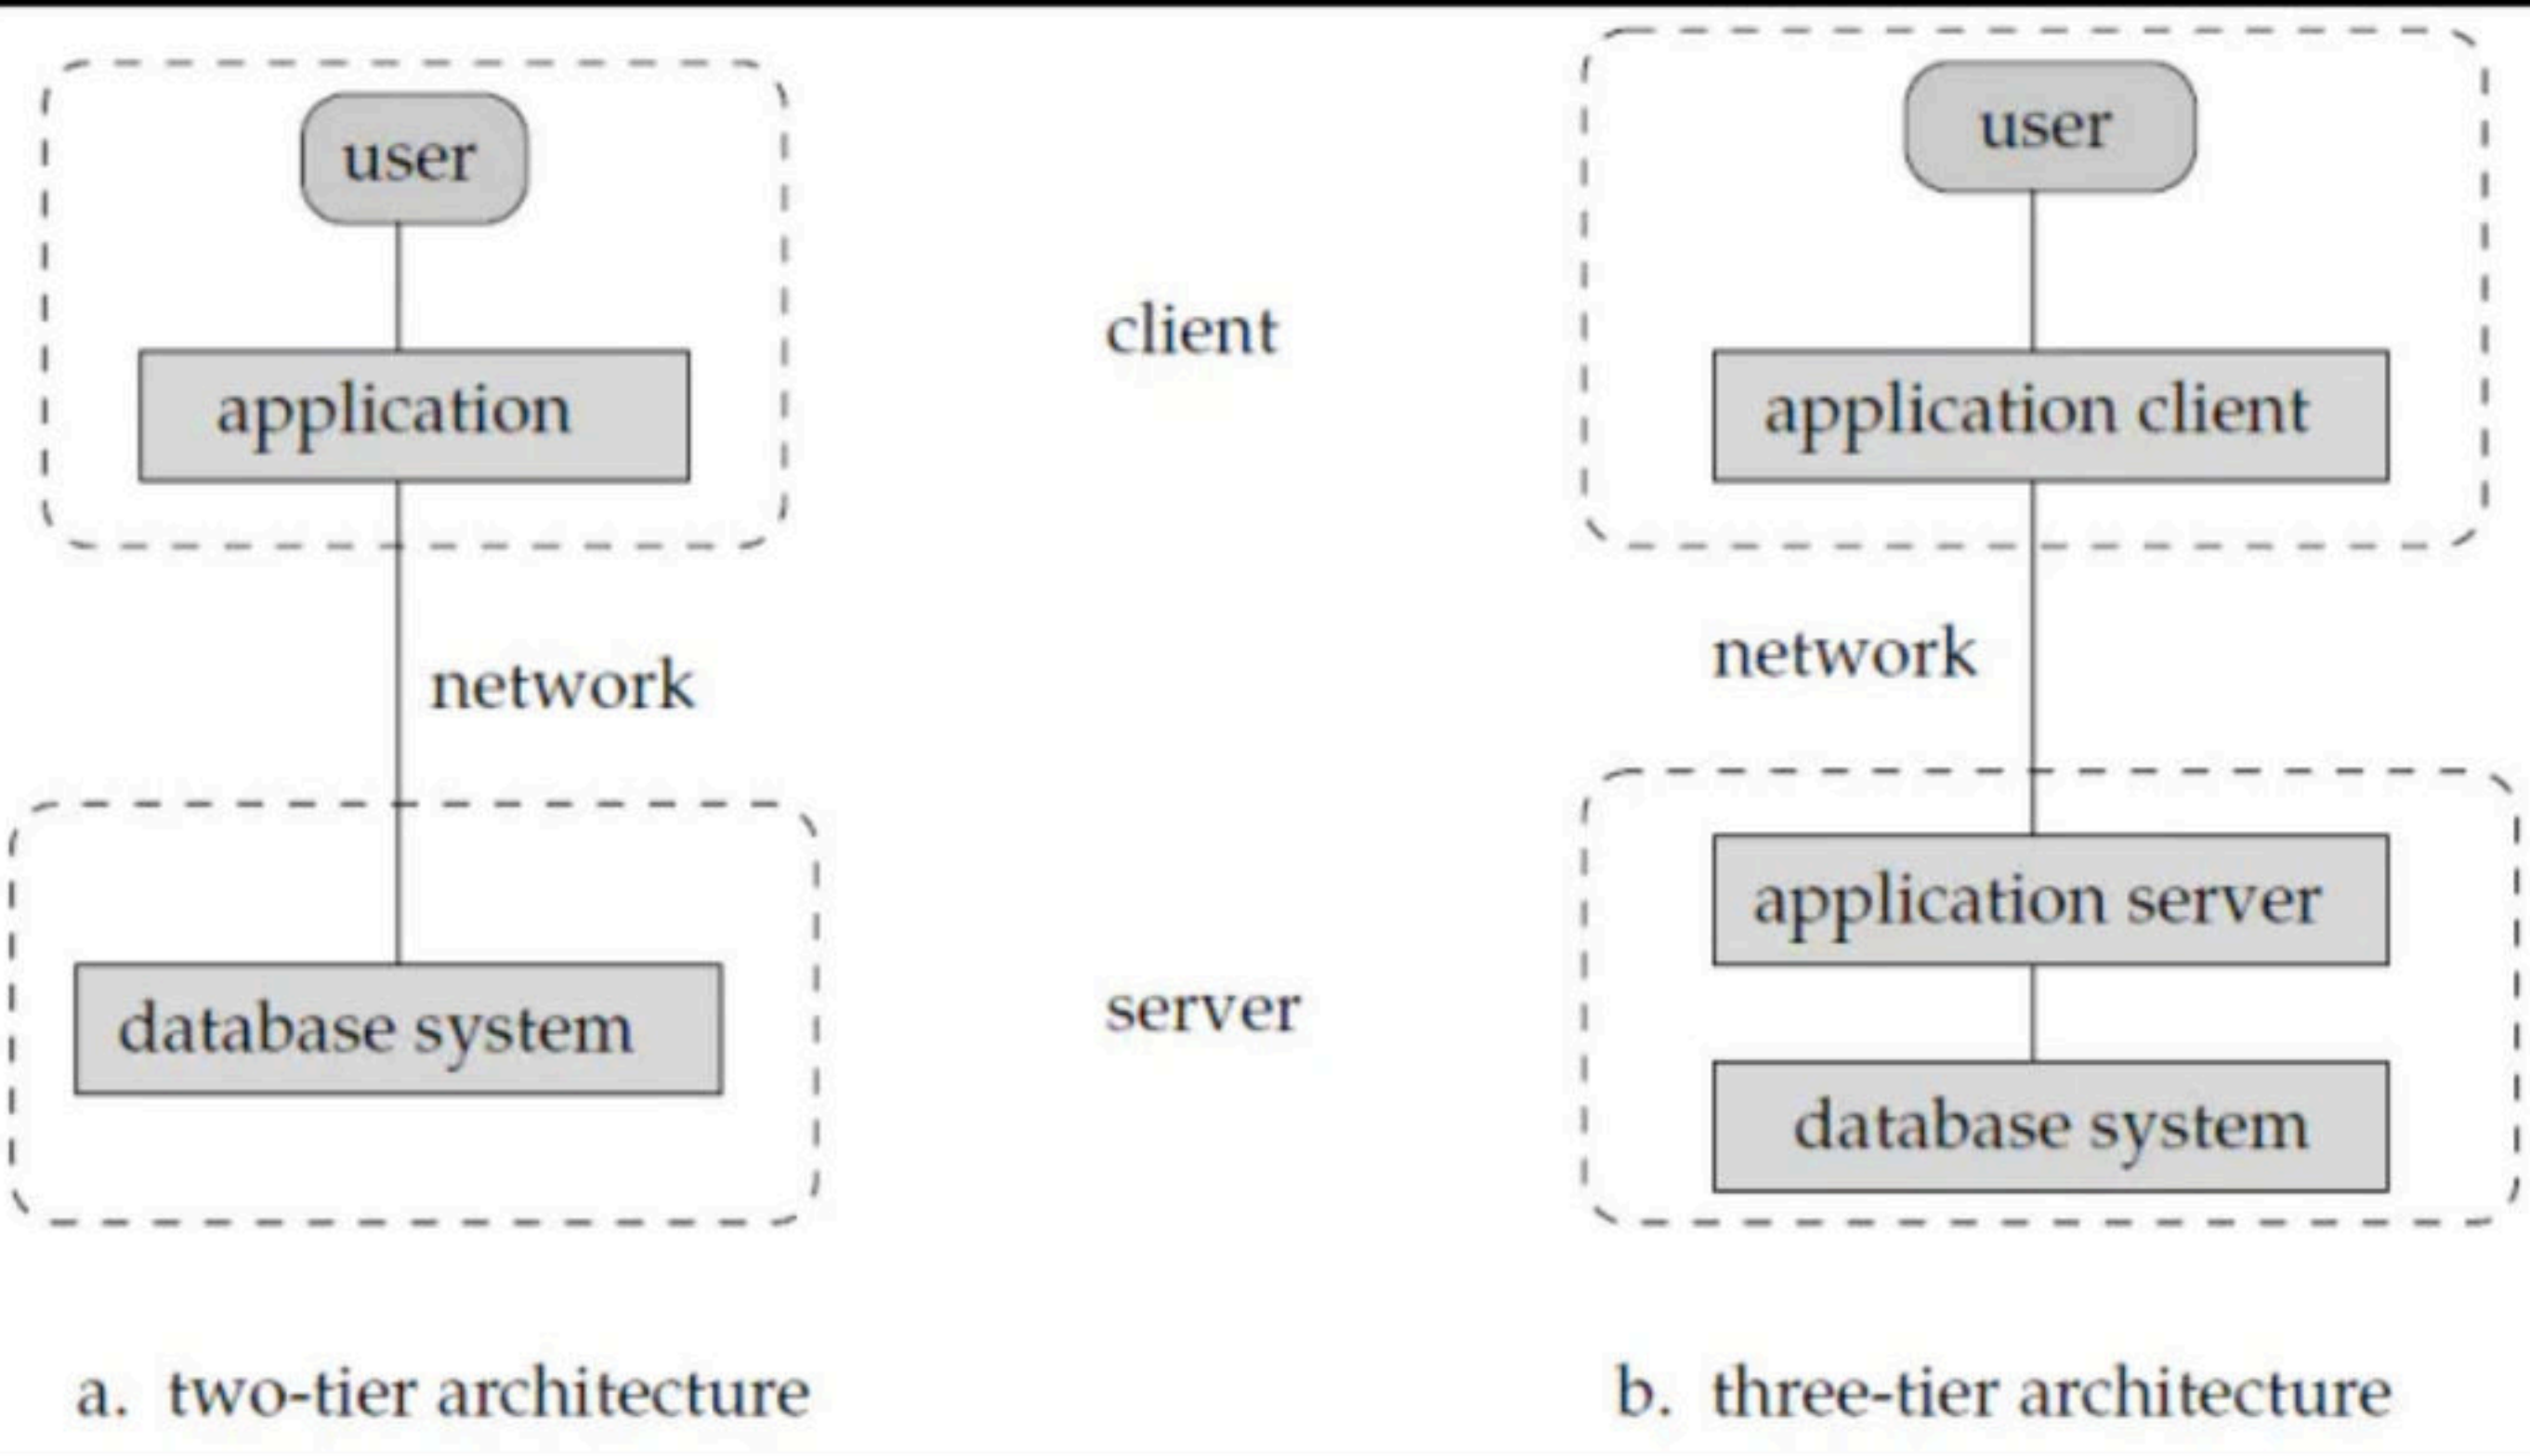 user
application
network
database system
client
server
user
application client
network
application server
database system
a. two-tier architecture
b. three-tier architecture